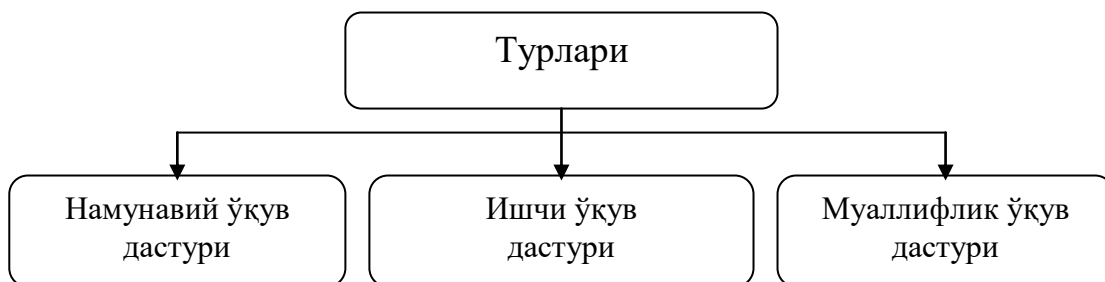 Турлари
Намунавий ўқув
дастури
Ишчи ўқув
дастури
Муаллифлик ўқув
дастури